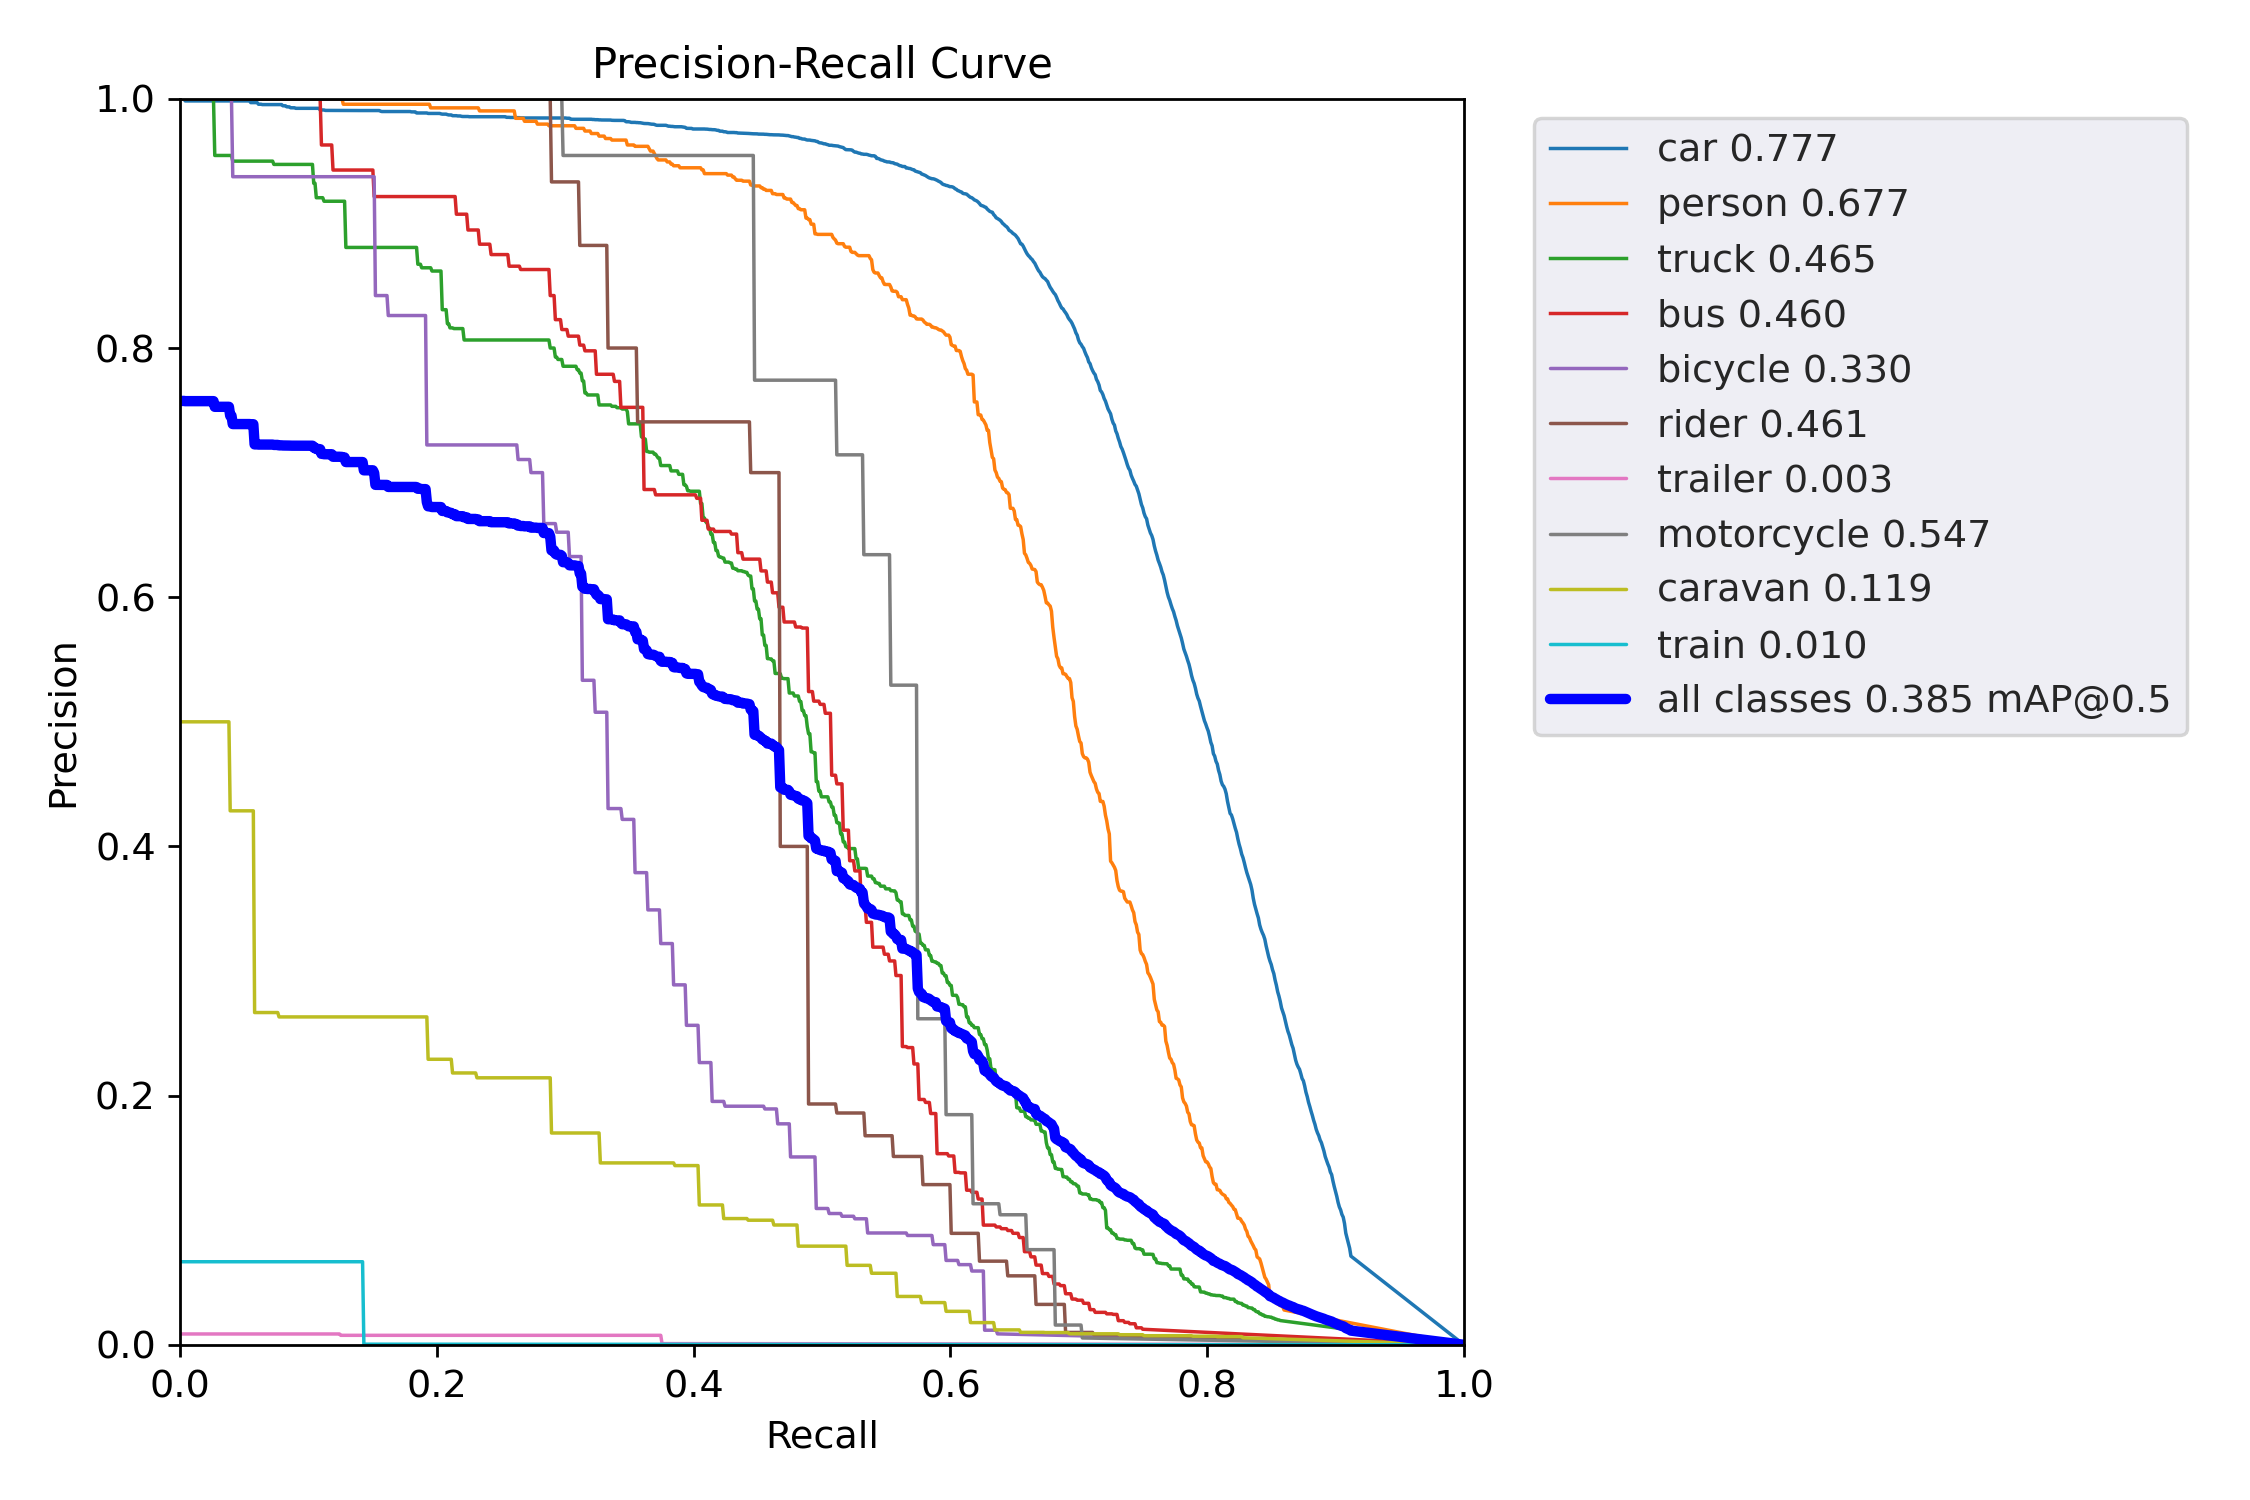 Precision-Recall Curve
1.0
0.8
0.6
0.4
0.2
0.0
Precision
0.0 0.2 0.4 0.6 0.8 1.0
Recall
car 0.777
person 0.677
truck 0.465
bus 0.460
bicycle 0.330
rider 0.461
trailer 0.003
motorcycle 0.547
caravan 0.119
train 0.010
all classes 0.385 mAP@0.5